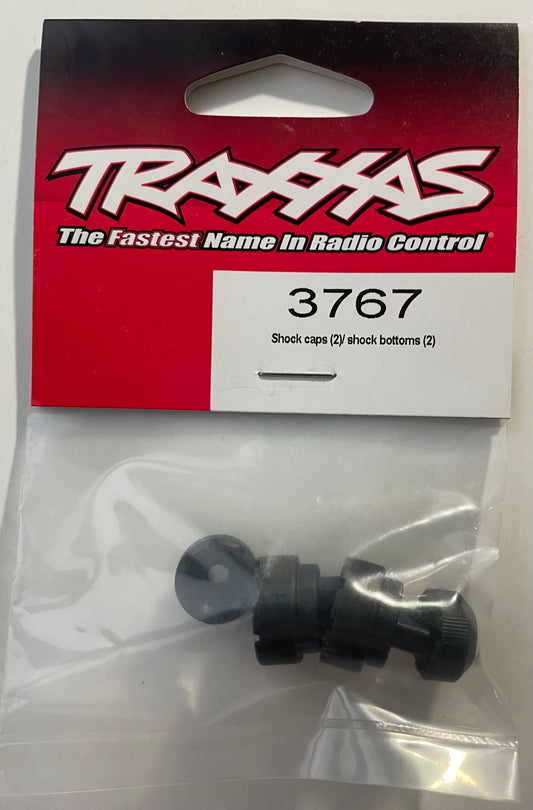 TRAXXAS
The Fastest Name In Radio Control®
3767
Shock caps (2)/ shock bottoms (2)